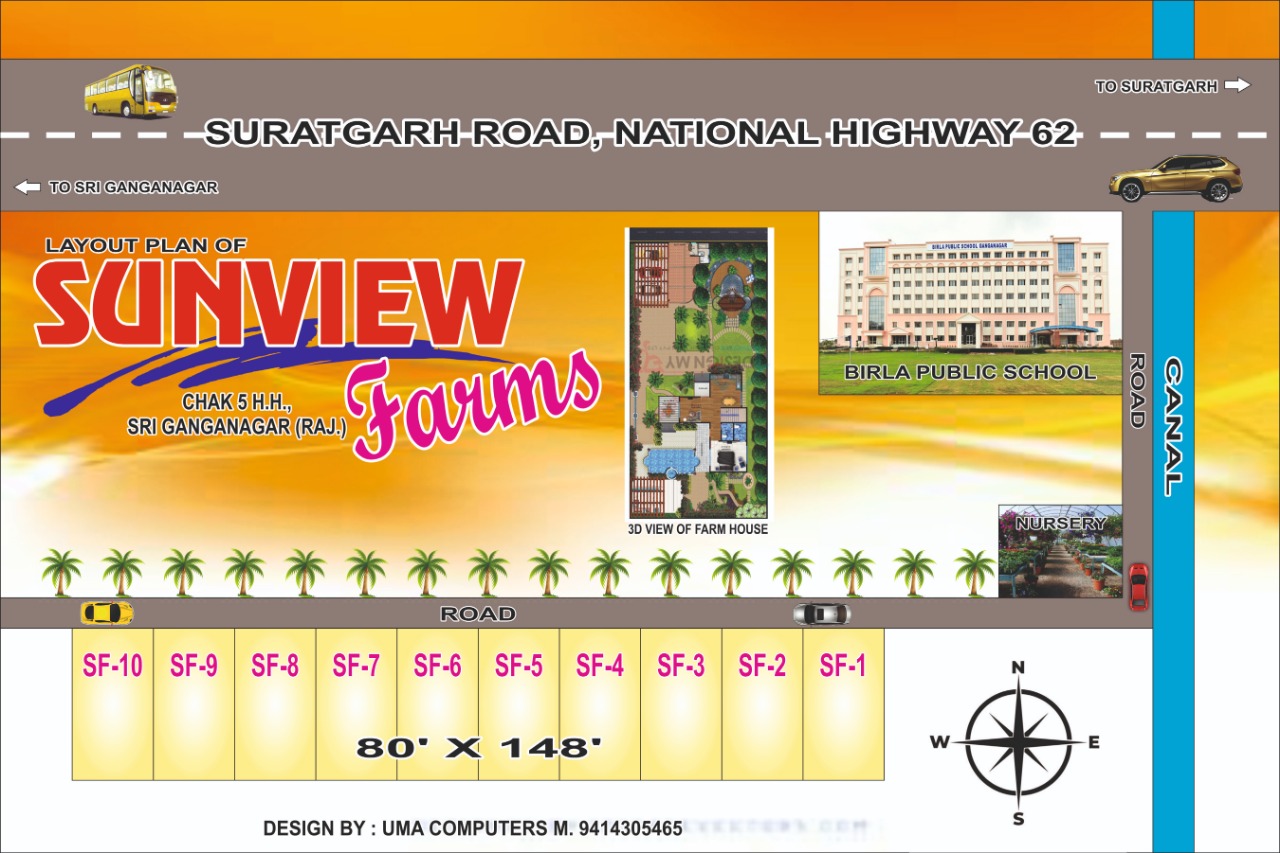 TO SURATGARH
SURATGARH ROAD, NATIONAL HIGHWAY 62
TO SRI GANGANAGAR
LAYOUT PLAN OF
SUNVIEW
Farms
CHAK 5 H.H.,
SRI GANGANAGAR (RAJ.)
3D VIEW OF FARM HOUSE
BIRLA PUBLIC SCHOOL GANGANAGAR
BIRLA PUBLIC SCHOOL
ROAD
CANAL
NURSERY
ROAD
SF-10 SF-9 SF-8 SF-7 SF-6 SF-5 SF-4 SF-3 SF-2 SF-1
80' X 148'
N
W E
S
DESIGN BY : UMA COMPUTERS M. 9414305465